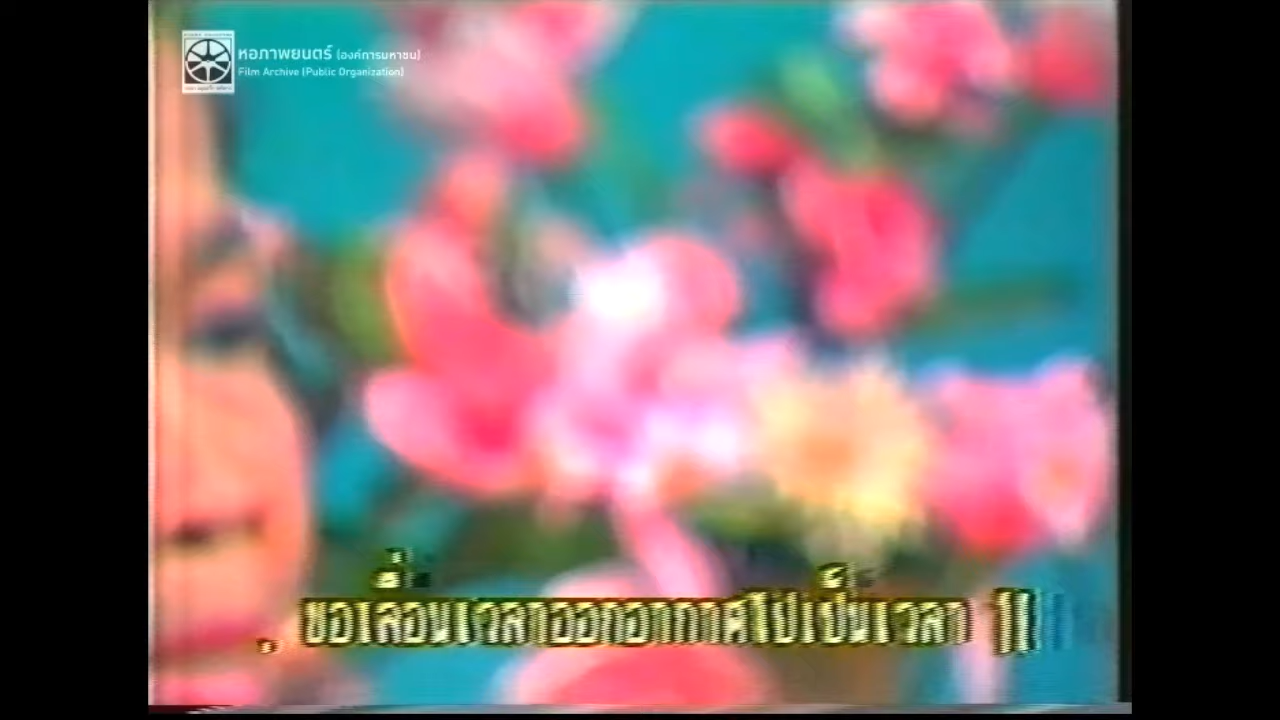 หอภาพยนตร์ (องค์การมหาชน)
Film Archive (Public Organization)
, ขอเลื่อนเวลาออกอากาศไปเป็นเวลา